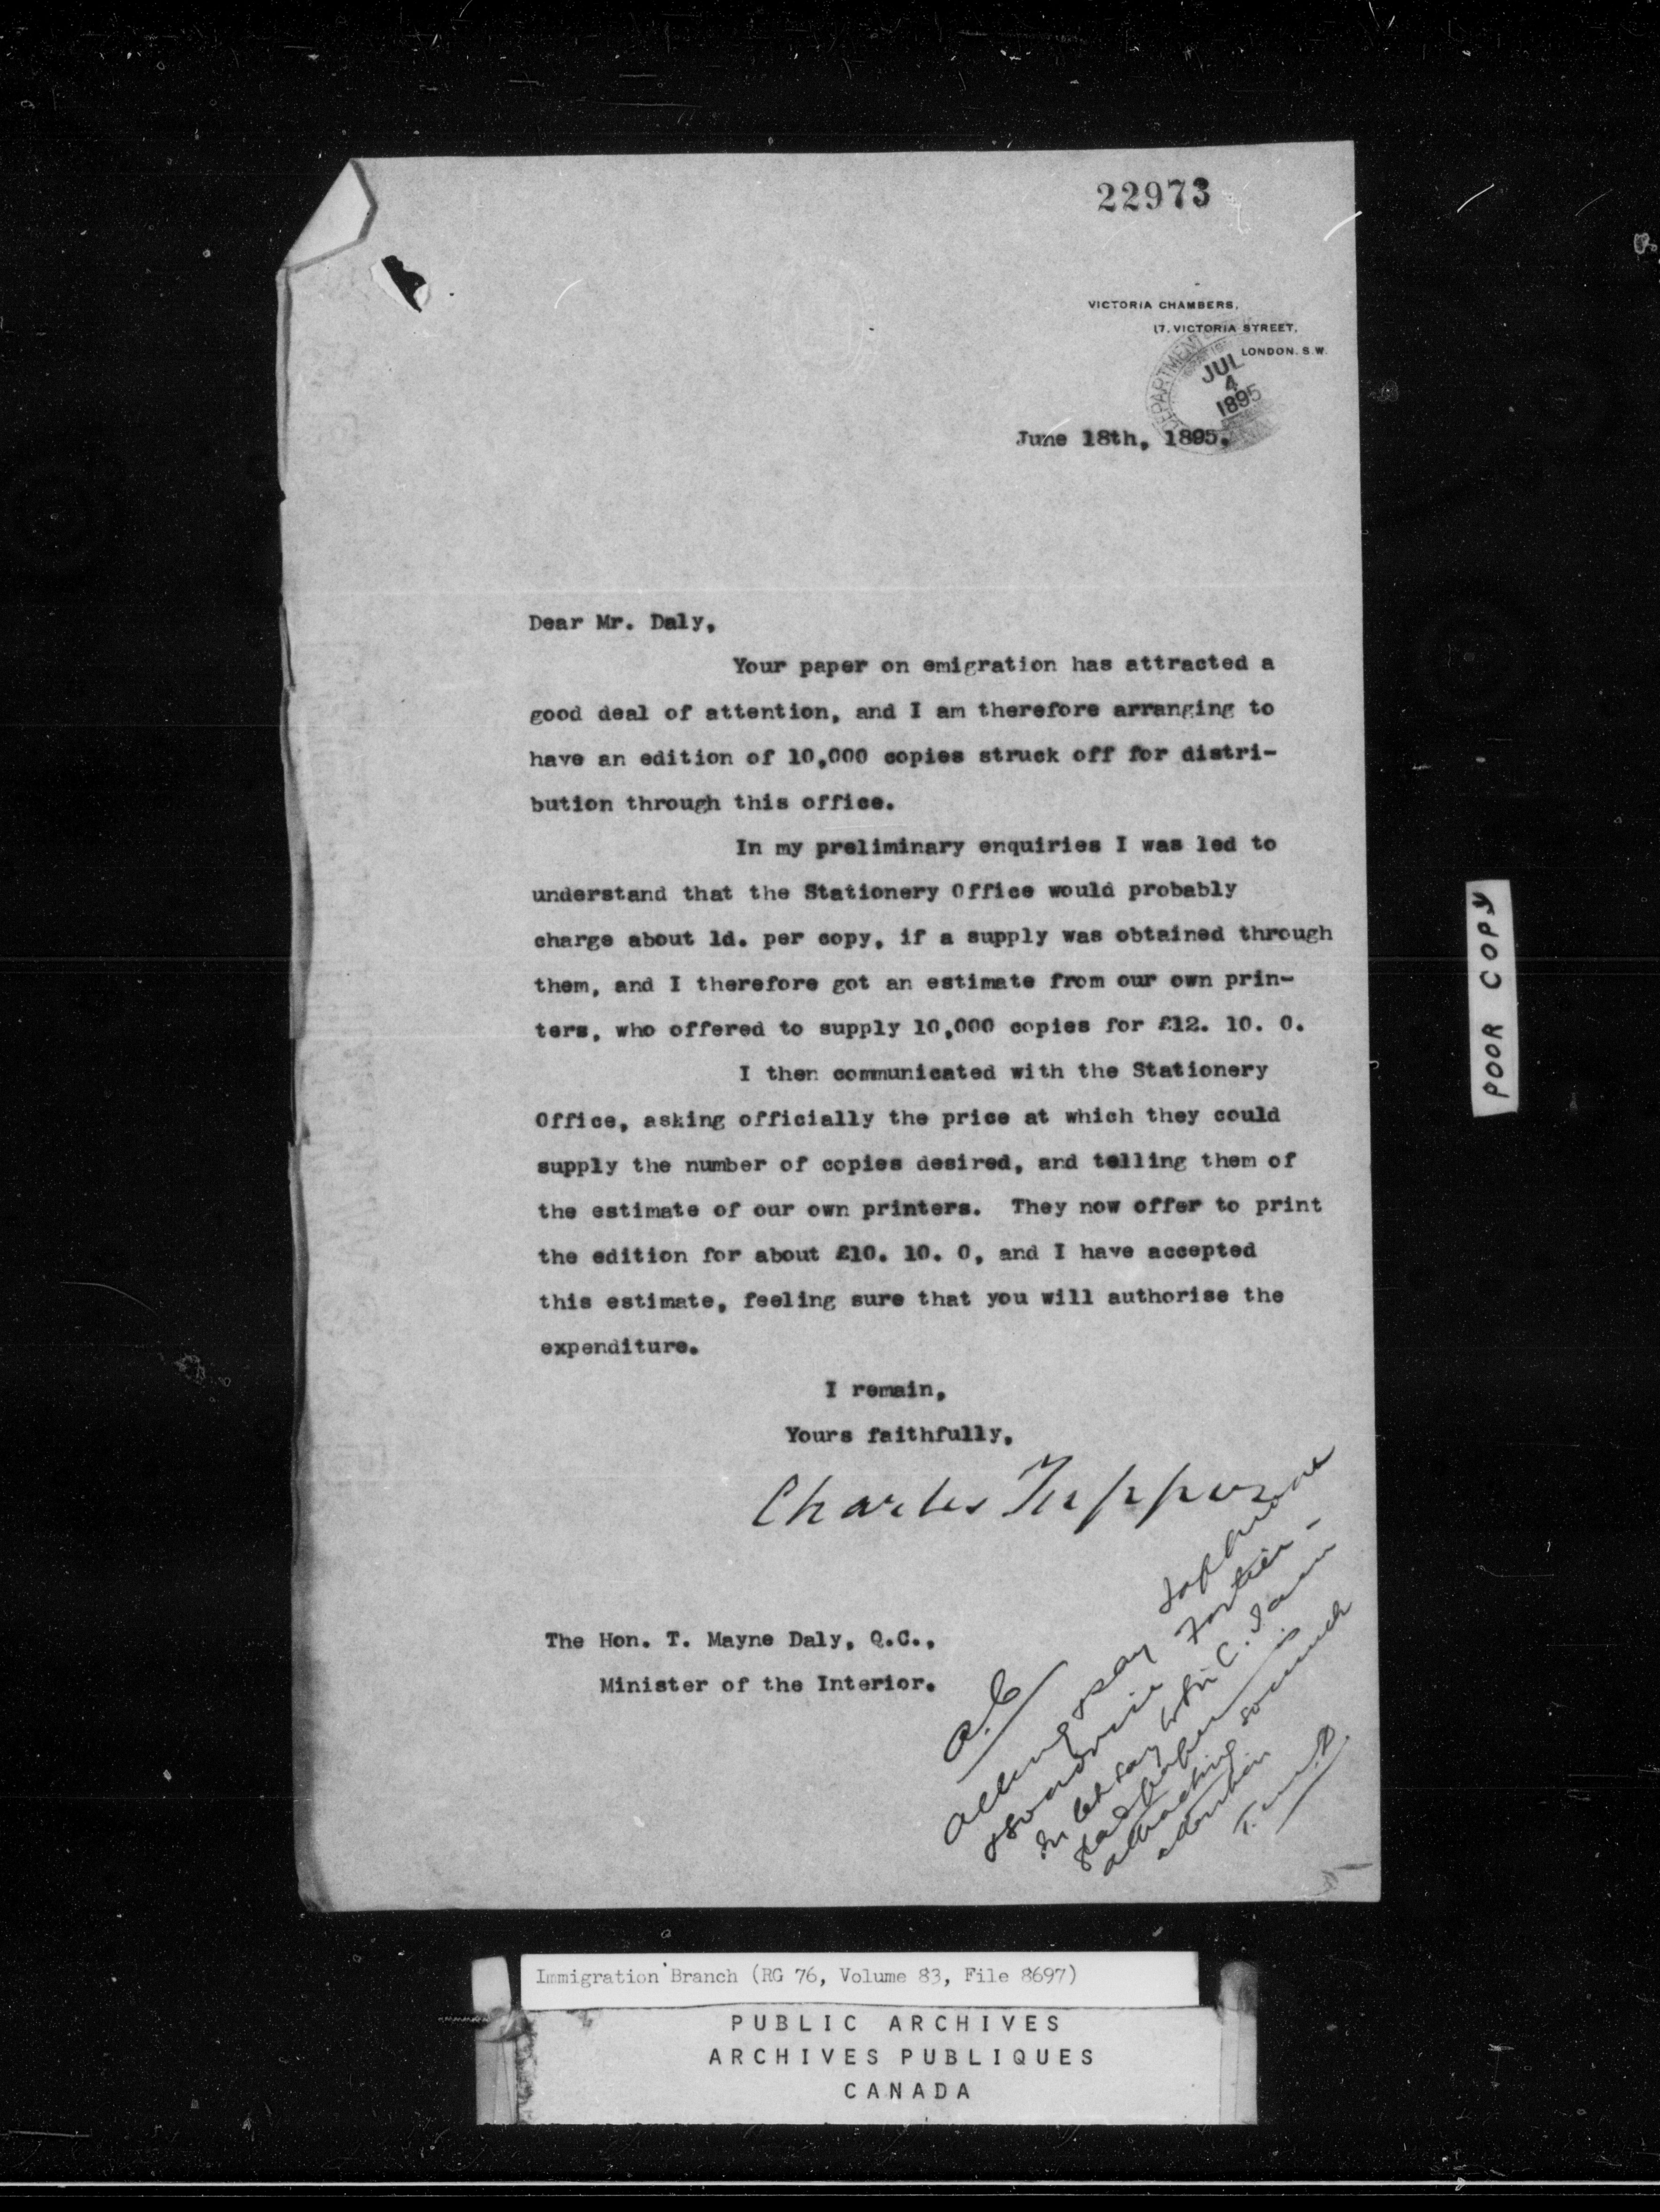 22973
VICTORIA CHAMBERS,
17, VICTORIA STREET,
LONDON. S.W.
DEPARTMENT
JUL
4
1895
June 18th, 1895.
Dear Mr. Daly,
Your paper on emigration has attracted a
good deal of attention, and I am therefore arranging to
have an edition of 10,000 copies struck off for distri-
bution through this office.
In my preliminary enquiries I was led to
understand that the Stationery Office would probably
charge about 1d. per copy, if a supply was obtained through
them, and I therefore got an estimate from our own prin-
ters, who offered to supply 10,000 copies for £12. 10. 0.
I then communicated with the Stationery
Office, asking officially the price at which they could
supply the number of copies desired, and telling them of
the estimate of our own printers. They now offer to print
the edition for about £10. 10. 0, and I have accepted
this estimate, feeling sure that you will authorise the
expenditure.
I remain,
Yours faithfully,
Charles Tupper
The Hon. T. Mayne Daly, Q.C.,
Minister of the Interior.
say
attracting so much
attention
T.M.D.
POOR COPY
Immigration Branch (RG 76, Volume 83, File 8697)
PUBLIC ARCHIVES
ARCHIVES PUBLIQUES
CANADA